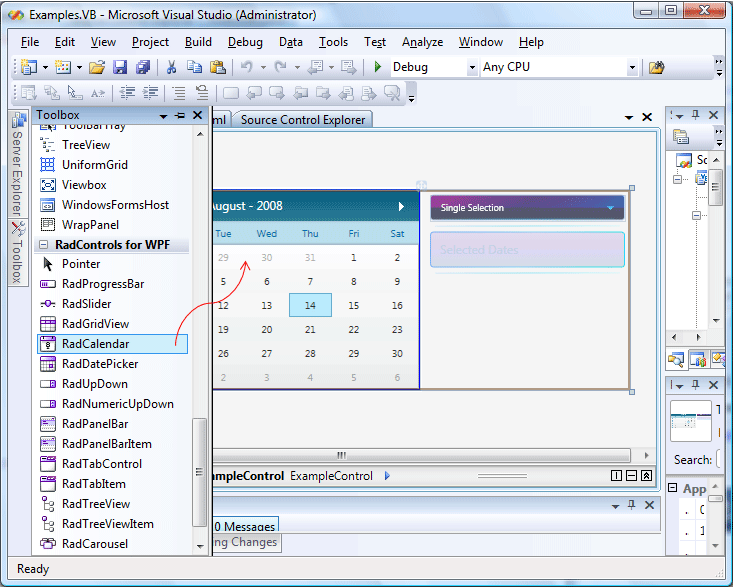 Examples.VB - Microsoft Visual Studio (Administrator)
File Edit View Project Build Debug Data Tools Test Analyze Window Help
Debug Any CPU
Server Explorer
Toolbox
Toolbox
ToolBarTray
TreeView
UniformGrid
Viewbox
WindowsFormsHost
WrapPanel
RadControls for WPF
Pointer
RadProgressBar
RadSlider
RadGridView
RadCalendar
RadDatePicker
RadUpDown
RadNumericUpDown
RadPanelBar
RadPanelBarItem
RadTabControl
RadTabItem
RadTreeView
RadTreeViewItem
RadCarousel
ml Source Control Explorer
ugust - 2008
Tue Wed Thu Fri Sat
29 30 31 1 2
5 6 7 8 9
12 13 14 15 16
19 20 21 22 23
26 27 28 29 30
2 3 4 5 6
Single Selection
Selected Dates
ampleControl ExampleControl
0 Messages
ng Changes
Search:
App
Ready